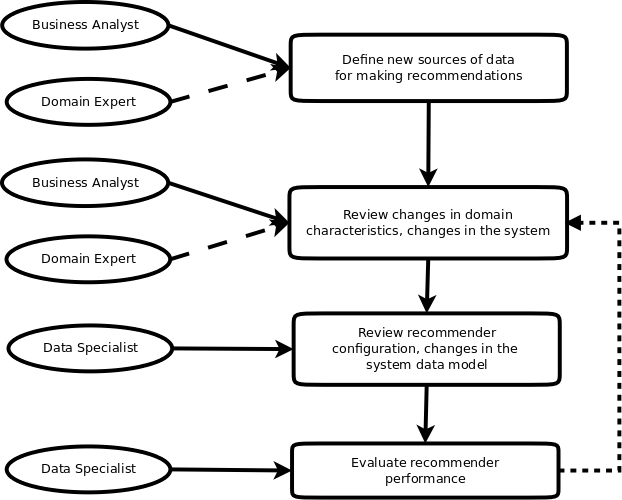 Business Analyst
Define new sources of data
for making recommendations
Domain Expert
Business Analyst
Review changes in domain
characteristics, changes in the system
Domain Expert
Review recommender
configuration, changes in the
system data model
Data Specialist
Evaluate recommender
performance
Data Specialist